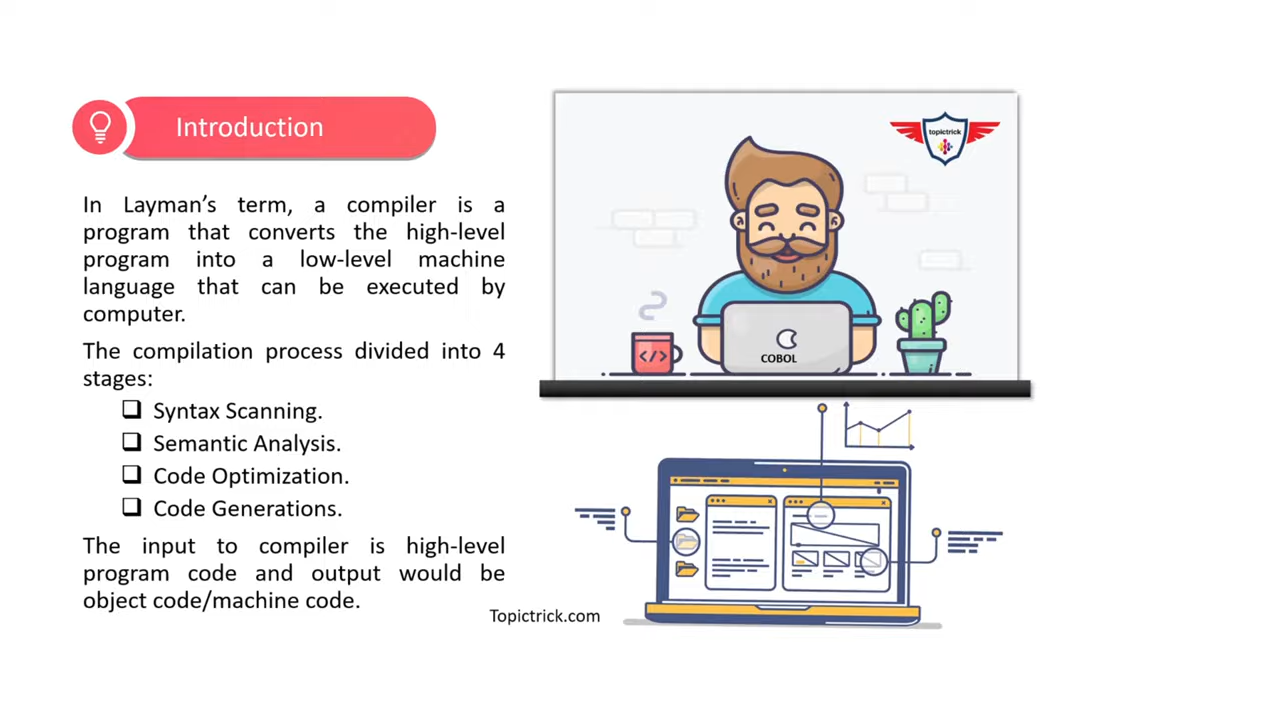 Introduction
In Layman's term, a compiler is a
program that converts the high-level
program into a low-level machine
language that can be executed by
computer.
The compilation process divided into 4
stages:
Syntax Scanning.
Semantic Analysis.
Code Optimization.
Code Generations.
The input to compiler is high-level
program code and output would be
object code/machine code.
topictrick
</>
COBOL
Topictrick.com